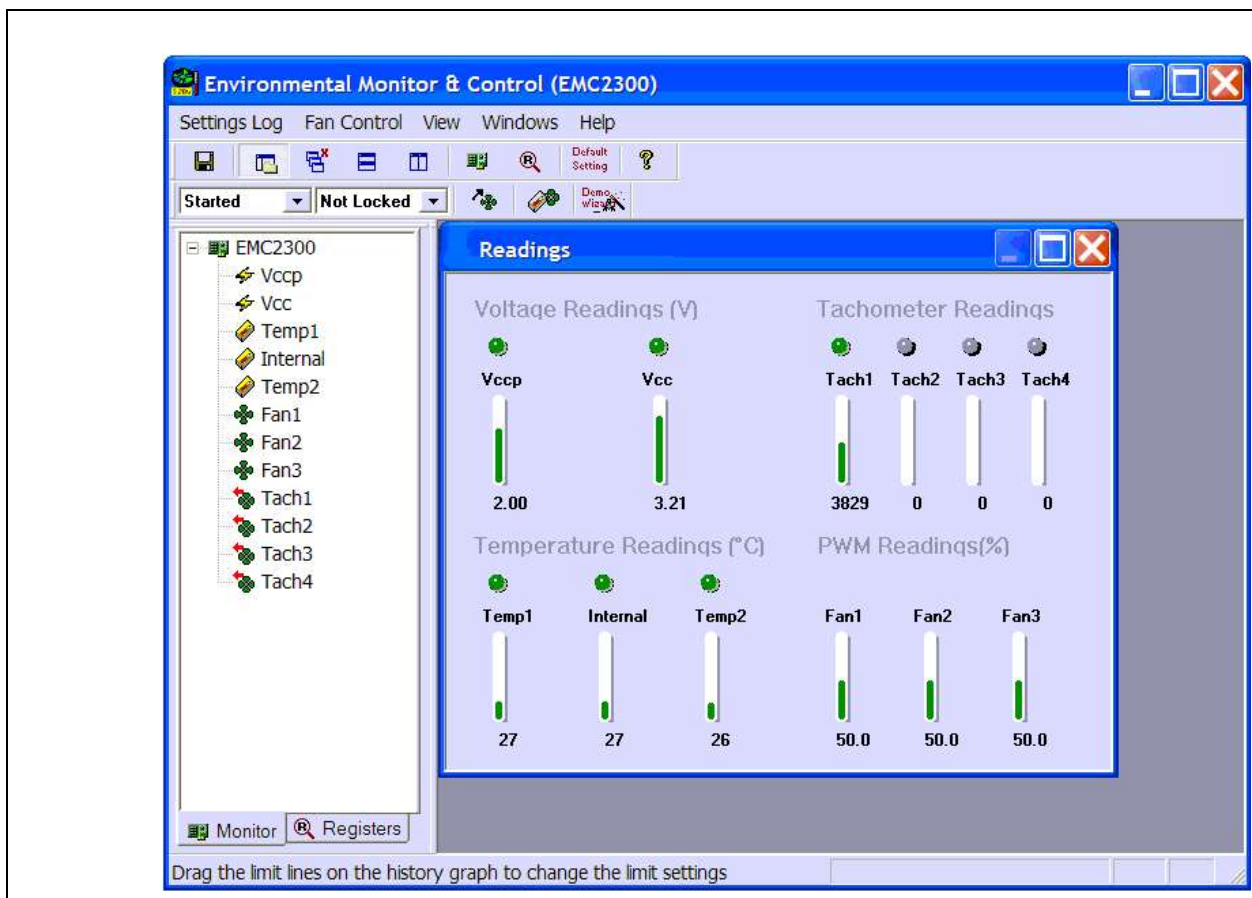 Environmental Monitor & Control (EMC2300)
Settings Log Fan Control View Windows Help
Default
Setting
Started Not Locked
Demo
Wizard
EMC2300
Vccp
Vcc
Temp1
Internal
Temp2
Fan1
Fan2
Fan3
Tach1
Tach2
Tach3
Tach4
Monitor Registers
Readings
Voltage Readings (V)
Vccp Vcc
2.00 3.21
Tachometer Readings
Tach1 Tach2 Tach3 Tach4
3829 0 0 0
Temperature Readings (°C)
Temp1 Internal Temp2
27 27 26
PWM Readings(%)
Fan1 Fan2 Fan3
50.0 50.0 50.0
Drag the limit lines on the history graph to change the limit settings